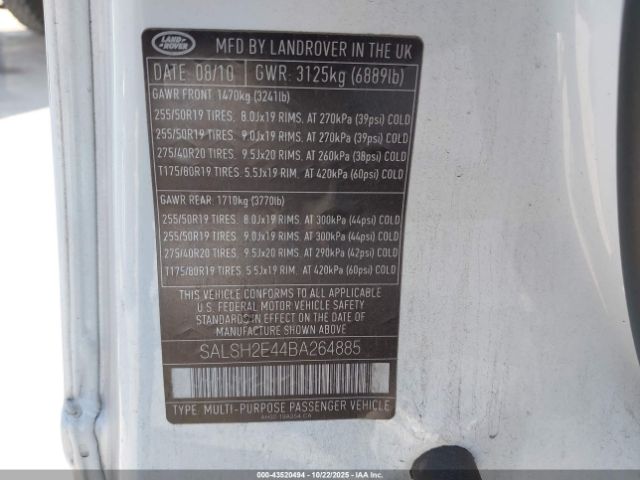 LAND ROVER
MFD BY LANDROVER IN THE UK
DATE: 08/10 GWR: 3125kg (6889lb)
GAWR FRONT: 1470kg (3241lb)
255/50R19 TIRES. 8.0Jx19 RIMS. AT 270kPa (39psi) COLD
255/50R19 TIRES. 9.0Jx19 RIMS. AT 270kPa (39psi) COLD
275/40R20 TIRES. 9.5Jx20 RIMS. AT 260kPa (38psi) COLD
T175/80R19 TIRES. 5.5Jx19 RIM. AT 420kPa (60psi) COLD
GAWR REAR: 1710kg (3770lb)
255/50R19 TIRES. 8.0Jx19 RIMS. AT 300kPa (44psi) COLD
255/50R19 TIRES. 9.0Jx19 RIMS. AT 300kPa (44psi) COLD
275/40R20 TIRES. 9.5Jx20 RIMS. AT 290kPa (42psi) COLD
T175/80R19 TIRES. 5.5Jx19 RIM. AT 420kPa (60psi) COLD
THIS VEHICLE CONFORMS TO ALL APPLICABLE
U.S. FEDERAL MOTOR VEHICLE SAFETY
STANDARDS IN EFFECT ON THE DATE OF
MANUFACTURE SHOWN ABOVE
SALSH2E44BA264885
TYPE: MULTI-PURPOSE PASSENGER VEHICLE
000-43520494 - 10/22/2025 - IAAI.COM